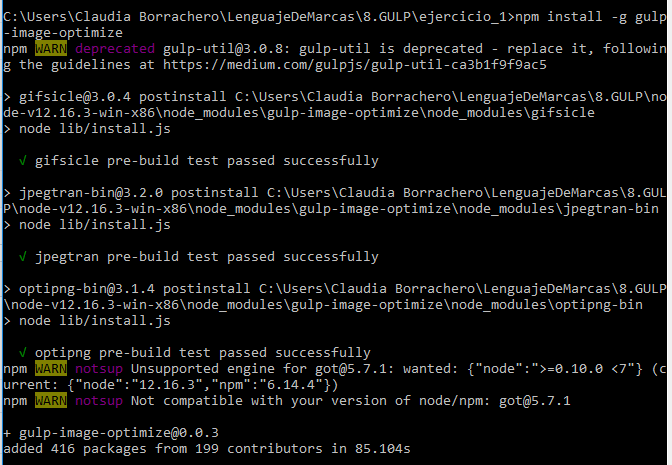 C:\Users\Claudia Borrachero\LenguajeDeMarcas\8.GULP\ejercicio_1>npm install -g gulp
-image-optimize
npm WARN deprecated gulp-util@3.0.8: gulp-util is deprecated - replace it, followin
g the guidelines at https://medium.com/gulpjs/gulp-util-ca3b1f9f9ac5
> gifsicle@3.0.4 postinstall C:\Users\Claudia Borrachero\LenguajeDeMarcas\8.GULP\no
de-v12.16.3-win-x86\node_modules\gulp-image-optimize\node_modules\gifsicle
> node lib/install.js
√ gifsicle pre-build test passed successfully
> jpegtran-bin@3.2.0 postinstall C:\Users\Claudia Borrachero\LenguajeDeMarcas\8.GUL
P\node-v12.16.3-win-x86\node_modules\gulp-image-optimize\node_modules\jpegtran-bin
> node lib/install.js
√ jpegtran pre-build test passed successfully
> optipng-bin@3.1.4 postinstall C:\Users\Claudia Borrachero\LenguajeDeMarcas\8.GULP
\node-v12.16.3-win-x86\node_modules\gulp-image-optimize\node_modules\optipng-bin
> node lib/install.js
√ optipng pre-build test passed successfully
npm WARN notsup Unsupported engine for got@5.7.1: wanted: {"node":">=0.10.0 <7"} (c
urrent: {"node":"12.16.3","npm":"6.14.4"})
npm WARN notsup Not compatible with your version of node/npm: got@5.7.1
+ gulp-image-optimize@0.0.3
added 416 packages from 199 contributors in 85.104s